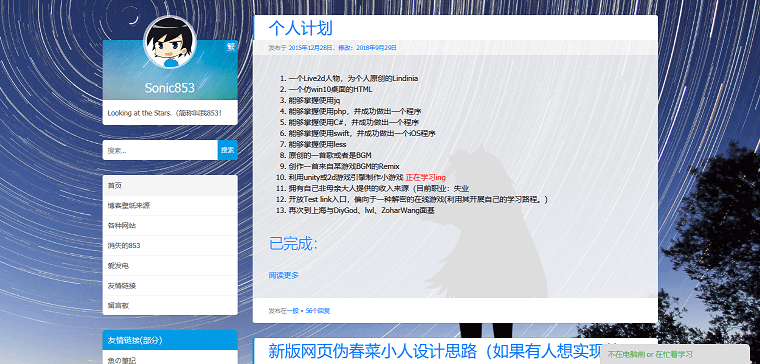 繁
Sonic853
Looking at the Stars.（简称叫我853！
搜索...
搜索
首页
博客壁纸来源
各种网站
消失的853
爱发电
友情链接
留言板
友情链接(部分)
魚の筆記
个人计划
发布于 2015年12月28日，修改：2018年9月29日
1. 一个Live2d人物，为个人原创的Lindinia
2. 一个仿win10桌面的HTML
3. 能够掌握使用jq
4. 能够掌握使用php，并成功做出一个程序
5. 能够掌握使用C#，并成功做出一个程序
6. 能够掌握使用swift，并成功做出一个iOS程序
7. 能够掌握使用less
8. 原创的一首歌或者是BGM
9. 创作一首来自某游戏BGM的Remix
10. 利用unity或2d游戏引擎制作小游戏 正在学习ing
11. 拥有自己非母亲大人提供的收入来源（目前职业：失业
12. 开放Test link入口，偏向于一种解密的在线游戏(利用其开展自己的学习路程。)
13. 再次到上海与DiyGod、lwl、ZoharWang面基
已完成：
阅读更多
发布在一般 • 56个回复
新版网页伪春菜小人设计思路（如果有人想实现
不在电脑前 or 在忙着学习